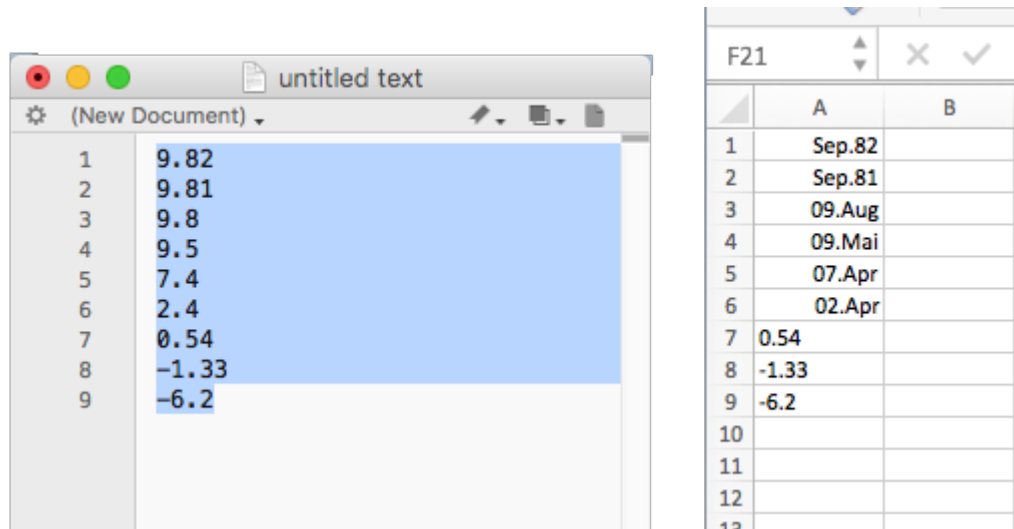 untitled text
(New Document)
1 9.82
2 9.81
3 9.8
4 9.5
5 7.4
6 2.4
7 0.54
8 -1.33
9 -6.2
F21
A B
1 Sep.82
2 Sep.81
3 09.Aug
4 09.Mai
5 07.Apr
6 02.Apr
7 0.54
8 -1.33
9 -6.2
10
11
12
13